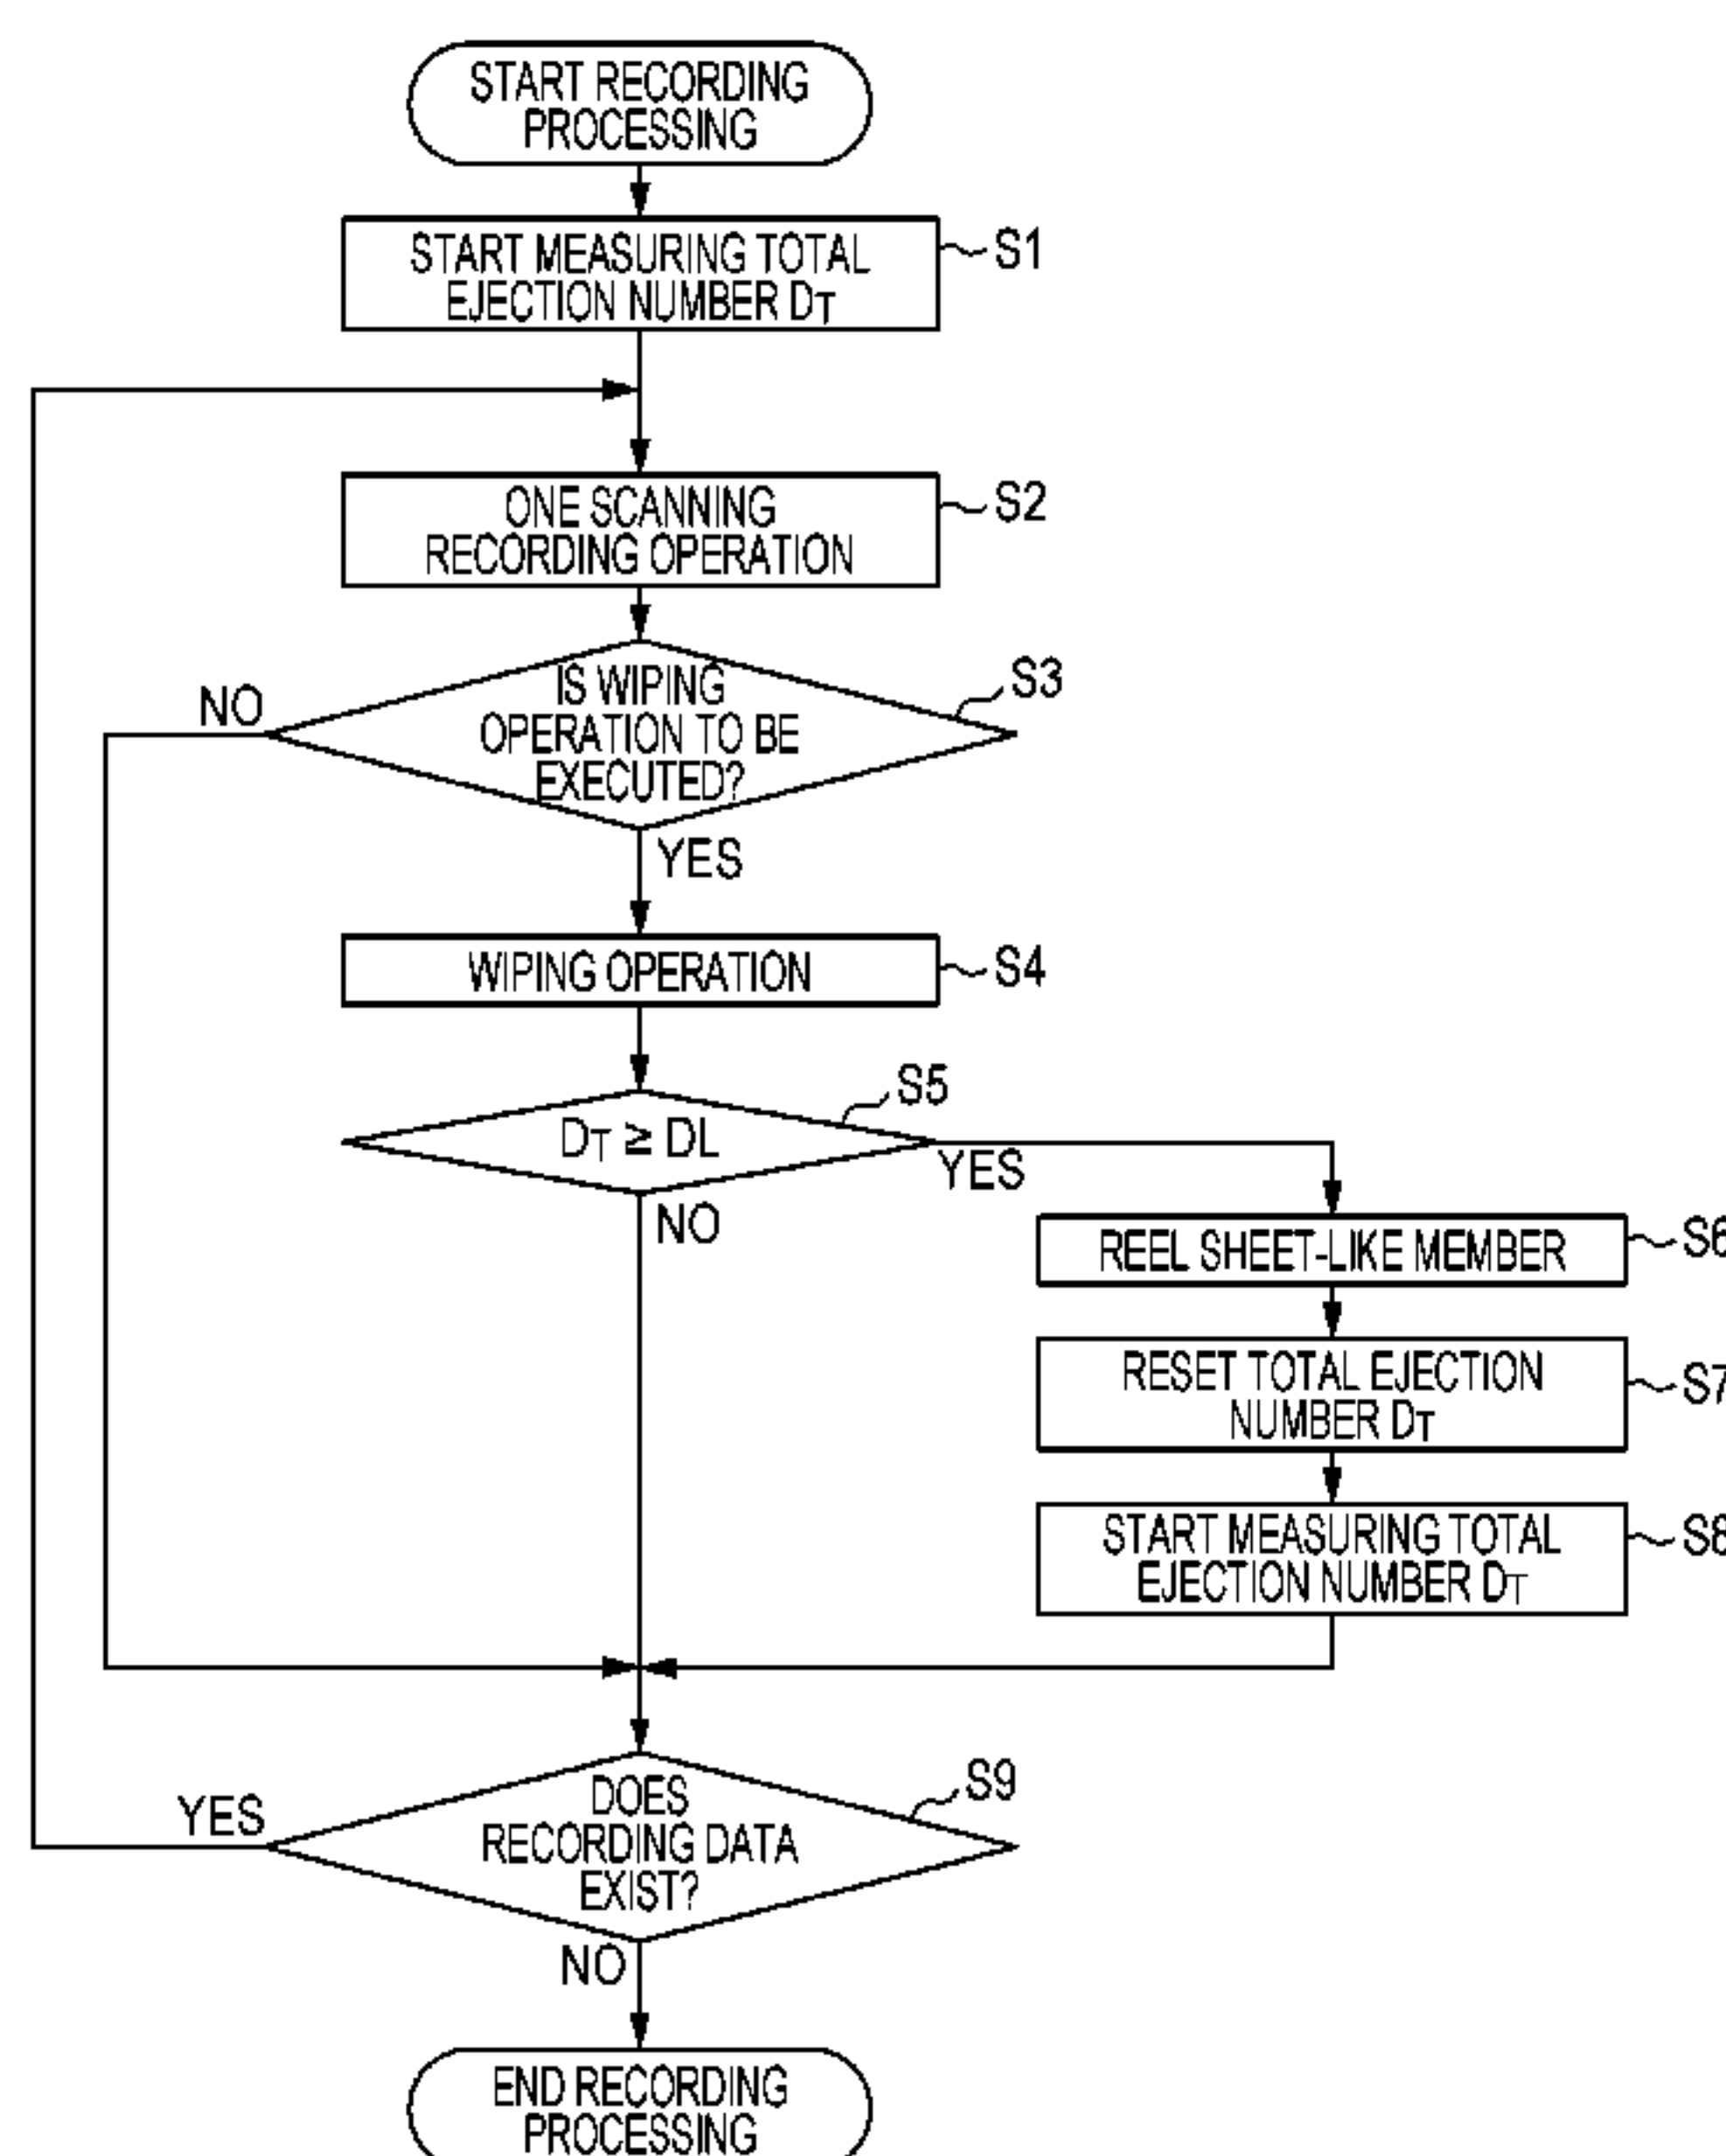 START RECORDING
PROCESSING
START MEASURING TOTAL
EJECTION NUMBER DT
S1
ONE SCANNING
RECORDING OPERATION
S2
IS WIPING
OPERATION TO BE
EXECUTED?
S3
NO
YES
WIPING OPERATION
S4
DT ≥ DL
S5
YES
NO
REEL SHEET-LIKE MEMBER
S6
RESET TOTAL EJECTION
NUMBER DT
S7
START MEASURING TOTAL
EJECTION NUMBER DT
S8
DOES
RECORDING DATA
EXIST?
S9
YES
NO
END RECORDING
PROCESSING